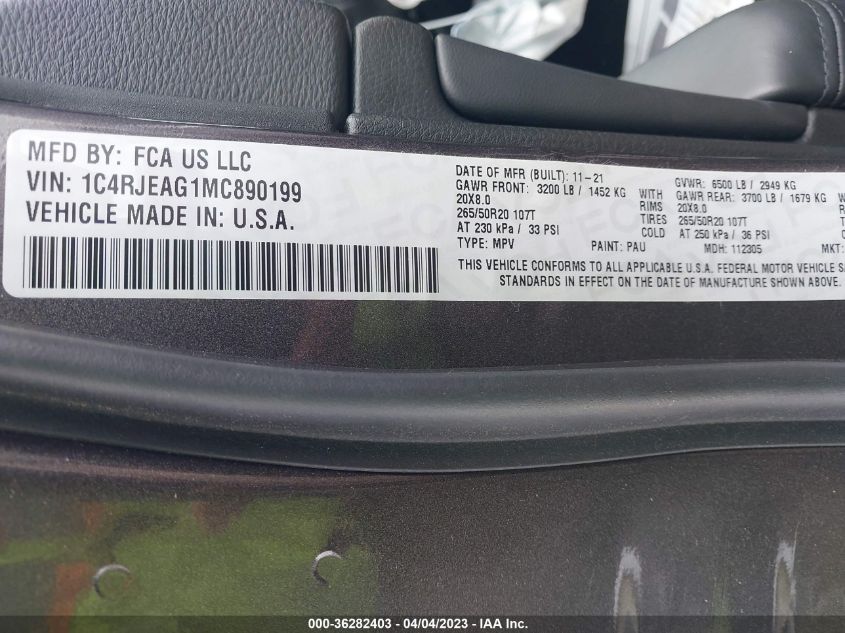 MFD BY: FCA US LLC
VIN: 1C4RJEAG1MC890199
VEHICLE MADE IN: U.S.A.
DATE OF MFR (BUILT): 11-21 GVWR: 6500 LB / 2949 KG
GAWR FRONT: 3200 LB / 1452 KG WITH GAWR REAR: 3700 LB / 1679 KG
20X8.0 RIMS 20X8.0
265/50R20 107T TIRES 265/50R20 107T
AT 230 kPa / 33 PSI COLD AT 250 kPa / 36 PSI
TYPE: MPV PAINT: PAU MDH: 112305 MKT:
THIS VEHICLE CONFORMS TO ALL APPLICABLE U.S.A. FEDERAL MOTOR VEHICLE
STANDARDS IN EFFECT ON THE DATE OF MANUFACTURE SHOWN ABOVE.
000-36282403 - 04/04/2023 - IAA Inc.